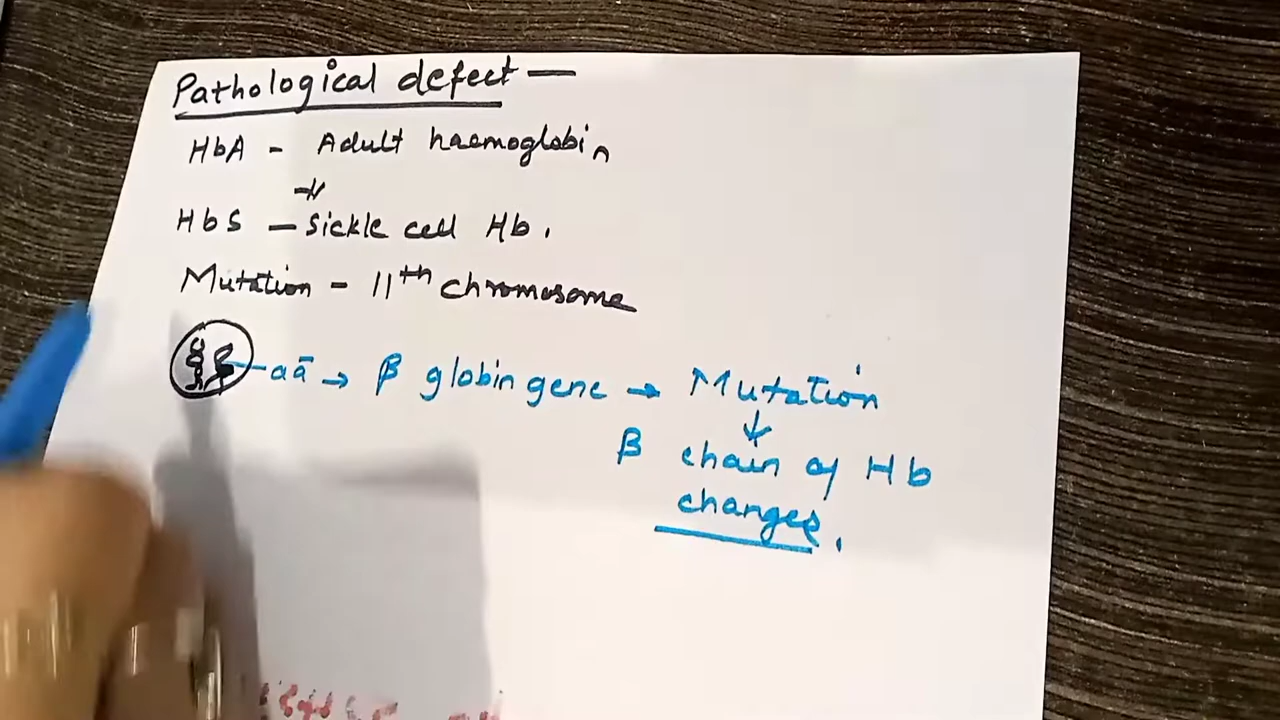 Pathological defect —
HbA - Adult haemoglobin
HbS — Sickle cell Hb.
Mutation - 11th chromosome
aā → β globin gene → Mutation
↓
β chain of Hb
changes.